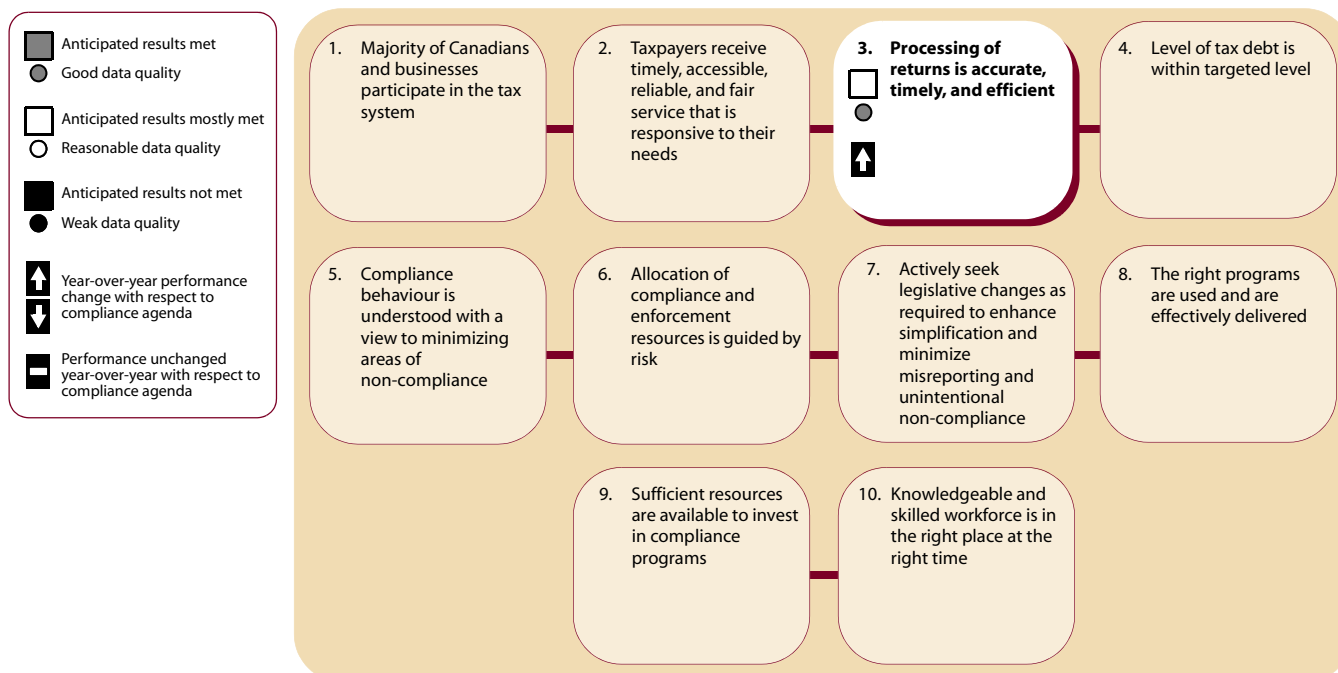 Anticipated results met
Good data quality
Anticipated results mostly met
Reasonable data quality
Anticipated results not met
Weak data quality
Year-over-year performance
change with respect to
compliance agenda
Performance unchanged
year-over-year with respect to
compliance agenda
1. Majority of Canadians
and businesses
participate in the tax
system
2. Taxpayers receive
timely, accessible,
reliable, and fair
service that is
responsive to their
needs
3. Processing of
returns is accurate,
timely, and efficient
4. Level of tax debt is
within targeted level
5. Compliance
behaviour is
understood with a
view to minimizing
areas of
non-compliance
6. Allocation of
compliance and
enforcement
resources is guided by
risk
7. Actively seek
legislative changes as
required to enhance
simplification and
minimize
misreporting and
unintentional
non-compliance
8. The right programs
are used and are
effectively delivered
9. Sufficient resources
are available to invest
in compliance
programs
10. Knowledgeable and
skilled workforce is in
the right place at the
right time